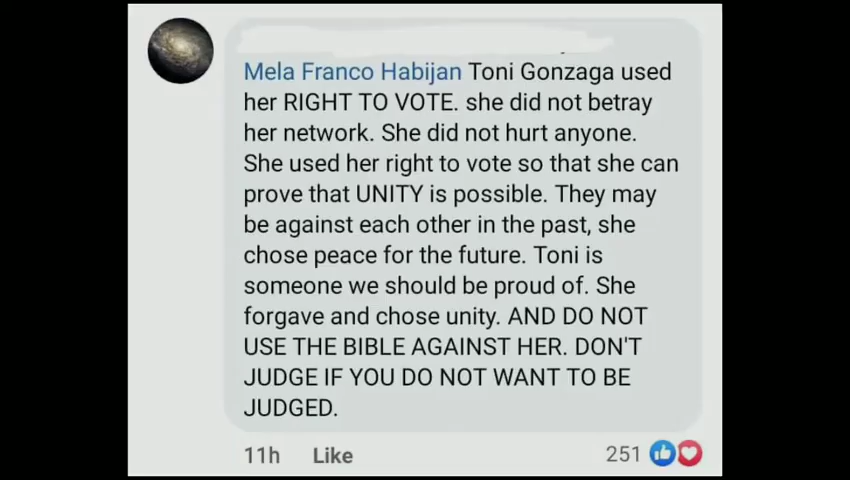 Mela Franco Habijan Toni Gonzaga used
her RIGHT TO VOTE. she did not betray
her network. She did not hurt anyone.
She used her right to vote so that she can
prove that UNITY is possible. They may
be against each other in the past, she
chose peace for the future. Toni is
someone we should be proud of. She
forgave and chose unity. AND DO NOT
USE THE BIBLE AGAINST HER. DON'T
JUDGE IF YOU DO NOT WANT TO BE
JUDGED.
11h Like 251